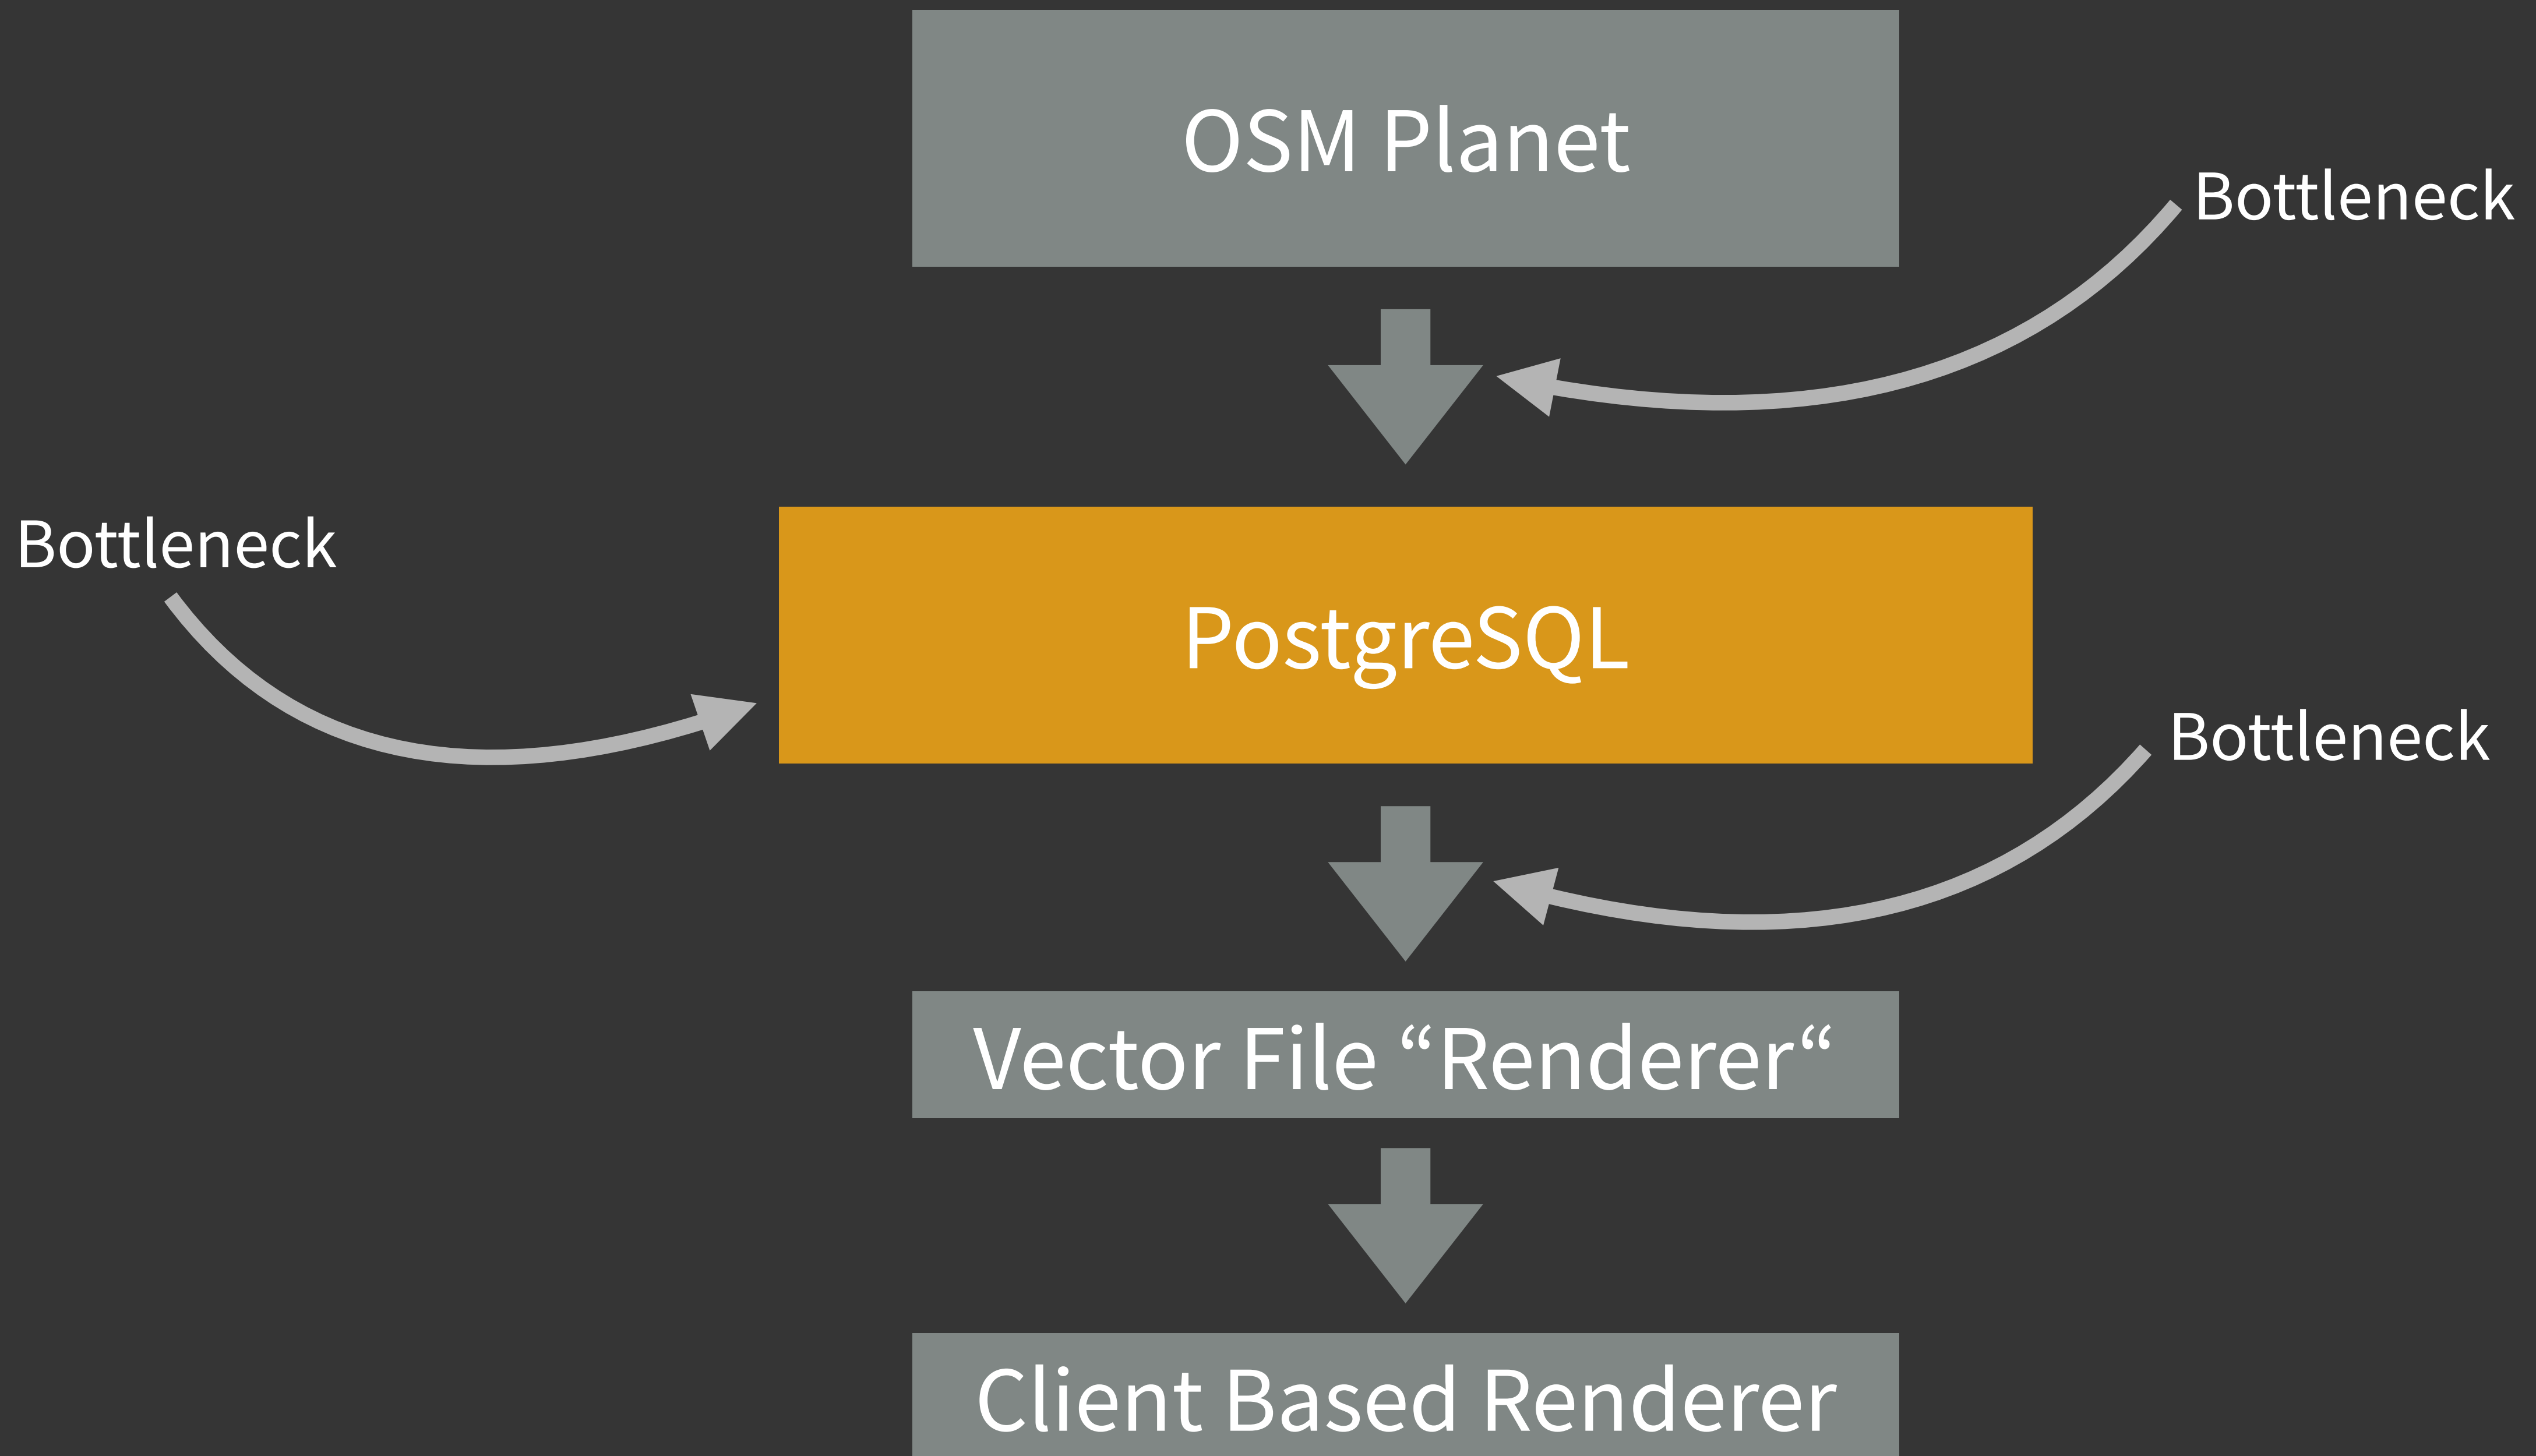 OSM Planet
Bottleneck
Bottleneck
PostgreSQL
Bottleneck
Vector File “Renderer“
Client Based Renderer